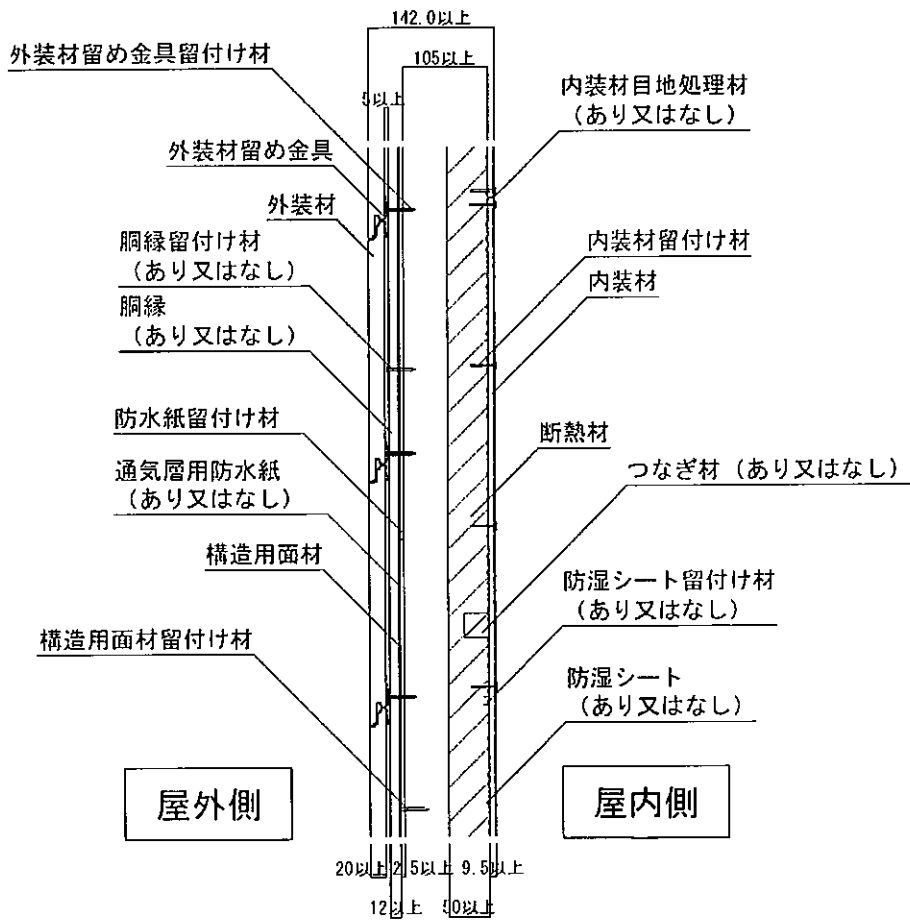 142.0以上
外装材留め金具留付け材
105以上
5以上
内装材目地処理材
(あり又はなし)
外装材留め金具
外装材
胴縁留付け材
(あり又はなし)
内装材留付け材
内装材
胴縁
(あり又はなし)
防水紙留付け材
断熱材
通気層用防水紙
(あり又はなし)
つなぎ材 (あり又はなし)
構造用面材
防湿シート留付け材
(あり又はなし)
構造用面材留付け材
防湿シート
(あり又はなし)
屋外側
屋内側
20以上
2.5以上
9.5以上
12以上
50以上